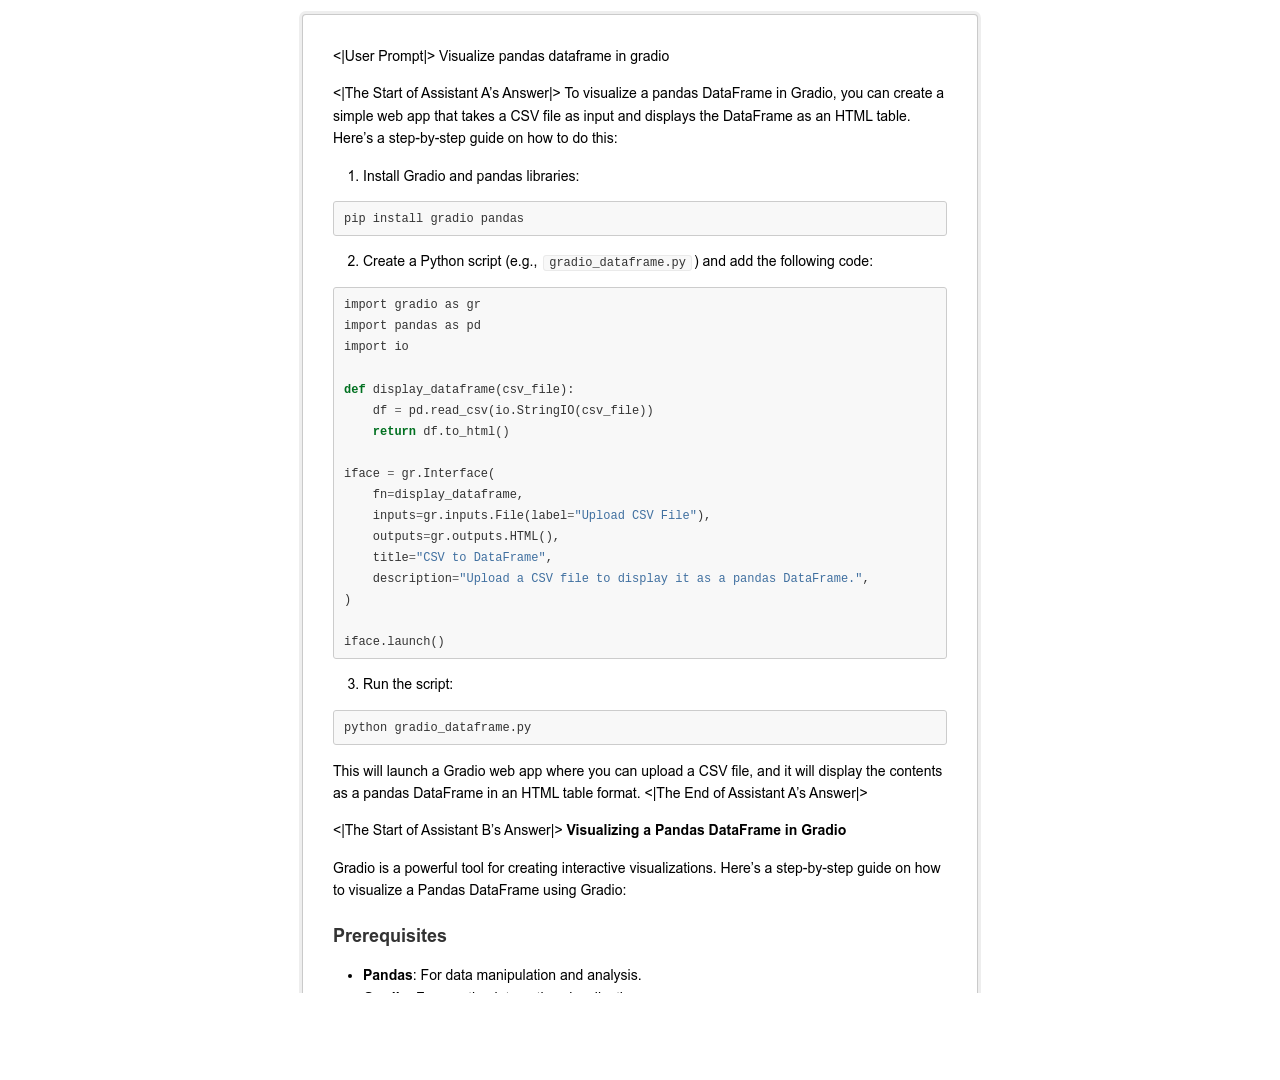 <|User Prompt|> Visualize pandas dataframe in gradio
<|The Start of Assistant A’s Answer|> To visualize a pandas DataFrame in Gradio, you can create a
simple web app that takes a CSV file as input and displays the DataFrame as an HTML table.
Here’s a step-by-step guide on how to do this:
1. Install Gradio and pandas libraries:
pip install gradio pandas
2. Create a Python script (e.g., gradio_dataframe.py ) and add the following code:
import gradio as gr
import pandas as pd
import io
def display_dataframe(csv_file):
    df = pd.read_csv(io.StringIO(csv_file))
    return df.to_html()
iface = gr.Interface(
    fn=display_dataframe,
    inputs=gr.inputs.File(label="Upload CSV File"),
    outputs=gr.outputs.HTML(),
    title="CSV to DataFrame",
    description="Upload a CSV file to display it as a pandas DataFrame.",
)
iface.launch()
3. Run the script:
python gradio_dataframe.py
This will launch a Gradio web app where you can upload a CSV file, and it will display the contents
as a pandas DataFrame in an HTML table format. <|The End of Assistant A’s Answer|>
<|The Start of Assistant B’s Answer|> Visualizing a Pandas DataFrame in Gradio
Gradio is a powerful tool for creating interactive visualizations. Here’s a step-by-step guide on how
to visualize a Pandas DataFrame using Gradio:
Prerequisites
• Pandas: For data manipulation and analysis.